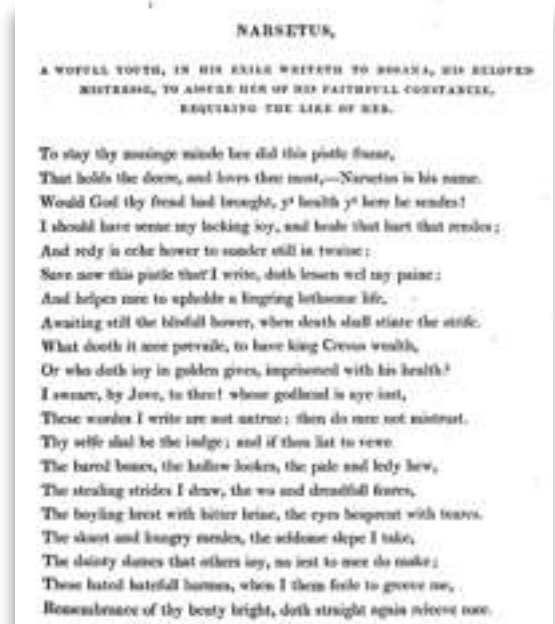 NARSETUS,
A WOFULL YOUTH, IN HIS EXILE WRITETH TO ROSANA, HIS BELOVED
MISTRESSE, TO ASSURE HER OF HIS FAITHFULL CONSTANCIE,
REQUIRING THE LIKE OF HER.
To stay thy musinge minde hee did this pistle frame,
That holds thee deere, and loves thee most,—Narsetus is his name.
Would God thy frend had brought, yᵉ health yᵗ here he sendes!
I should have seene my lacking ioy, and heale that hart that rendes;
And redy is eche hower to sunder still in twaine;
Save now this pistle that I write, doth lessen wel my paine;
And helpes mee to upholde a lingring lothsome life,
Awaiting still the blisfull hower, when death shall stinte the strife.
What dooth it mee prevaile, to have king Cresus wealth,
Or who doth ioy in golden gives, imprisoned with his health?
I sweare, by Jove, to thee! whose godhead is aye iust,
These wordes I write are not untrue; then do mee not mistrust.
Thy selfe shal be the iudge; and if thou list to vewe
The bared bones, the hollow lookes, the pale and ledy hew,
The stealing strides I draw, the wo and dreadfull feares,
The boyling brest with bitter brine, the eyes besprent with teares.
The skant and hungry meales, the seldome slepe I take,
The dainty dames that others ioy, no iest to mee do make;
These hated hatefull harmes, when I them feele to greeve me,
Remembrance of thy beuty bright, doth straight again releeve mee.